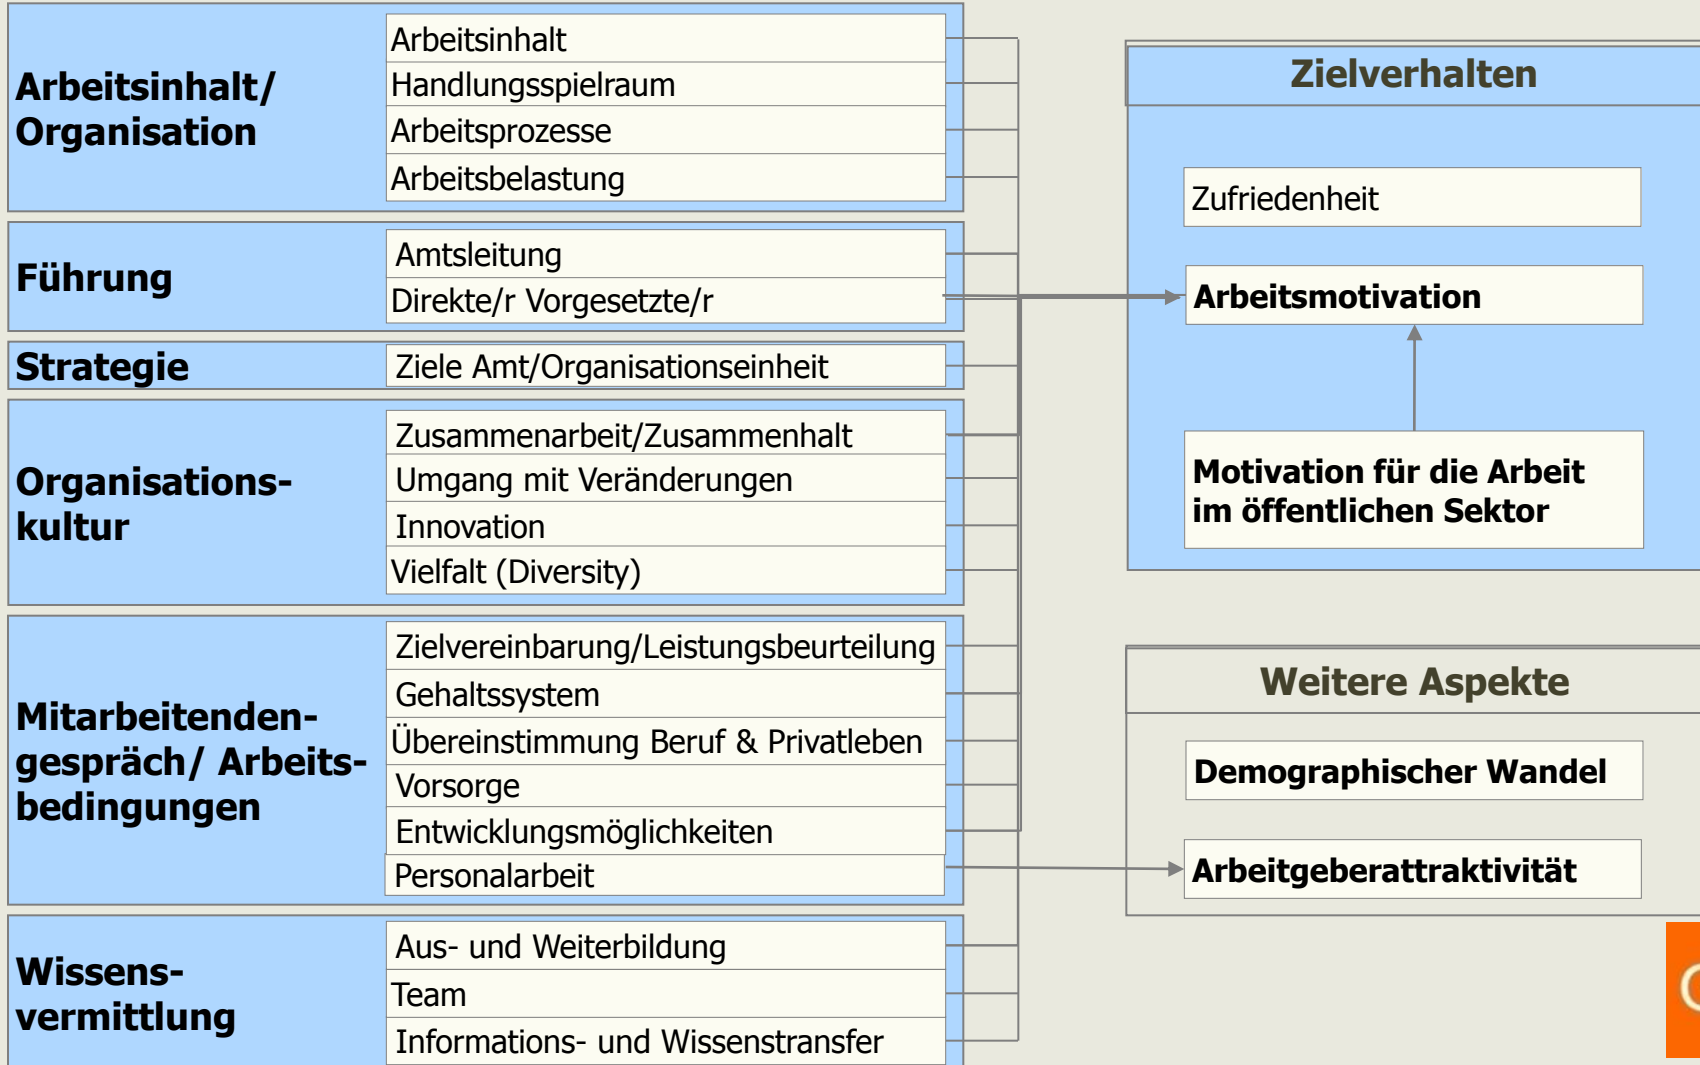 Arbeitsinhalt/
Organisation
Arbeitsinhalt
Handlungsspielraum
Arbeitsprozesse
Arbeitsbelastung
Führung
Amtsleitung
Direkte/r Vorgesetzte/r
Strategie
Ziele Amt/Organisationseinheit
Organisations-
kultur
Zusammenarbeit/Zusammenhalt
Umgang mit Veränderungen
Innovation
Vielfalt (Diversity)
Mitarbeitenden-
gespräch/ Arbeits-
bedingungen
Zielvereinbarung/Leistungsbeurteilung
Gehaltssystem
Übereinstimmung Beruf & Privatleben
Vorsorge
Entwicklungsmöglichkeiten
Personalarbeit
Wissens-
vermittlung
Aus- und Weiterbildung
Team
Informations- und Wissenstransfer
Zielverhalten
Zufriedenheit
Arbeitsmotivation
Motivation für die Arbeit
im öffentlichen Sektor
Weitere Aspekte
Demographischer Wandel
Arbeitgeberattraktivität